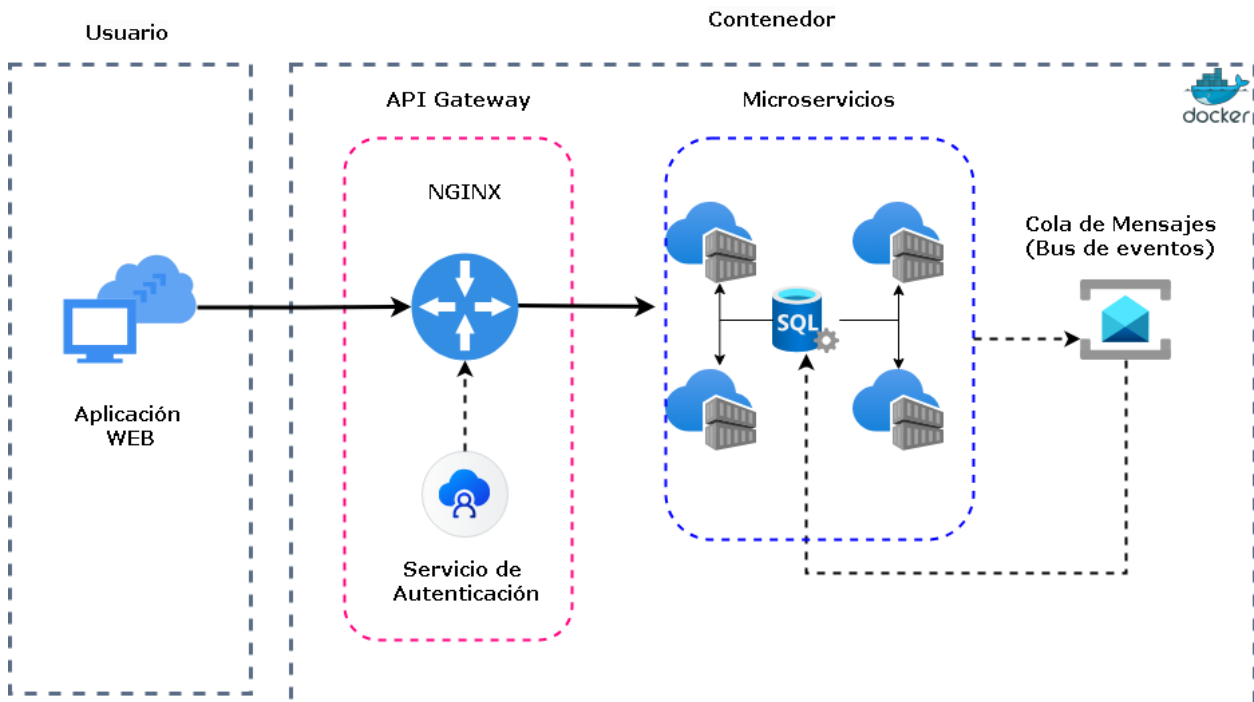 Usuario
Contenedor
docker
API Gateway
Microservicios
NGINX
Cola de Mensajes
(Bus de eventos)
SQL
Aplicación
WEB
Servicio de
Autenticación